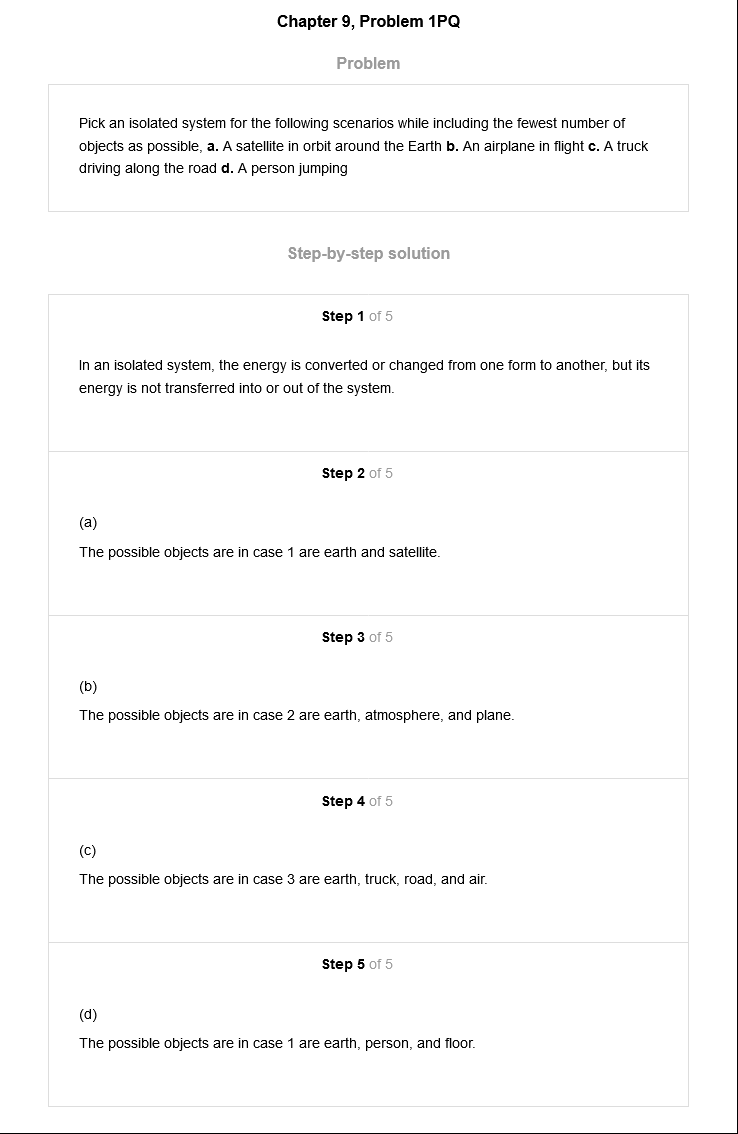 Chapter 9, Problem 1PQ
Problem
Pick an isolated system for the following scenarios while including the fewest number of
objects as possible, a. A satellite in orbit around the Earth b. An airplane in flight c. A truck
driving along the road d. A person jumping
Step-by-step solution
Step 1 of 5
In an isolated system, the energy is converted or changed from one form to another, but its
energy is not transferred into or out of the system.
Step 2 of 5
(a)
The possible objects are in case 1 are earth and satellite.
Step 3 of 5
(b)
The possible objects are in case 2 are earth, atmosphere, and plane.
Step 4 of 5
(c)
The possible objects are in case 3 are earth, truck, road, and air.
Step 5 of 5
(d)
The possible objects are in case 1 are earth, person, and floor.